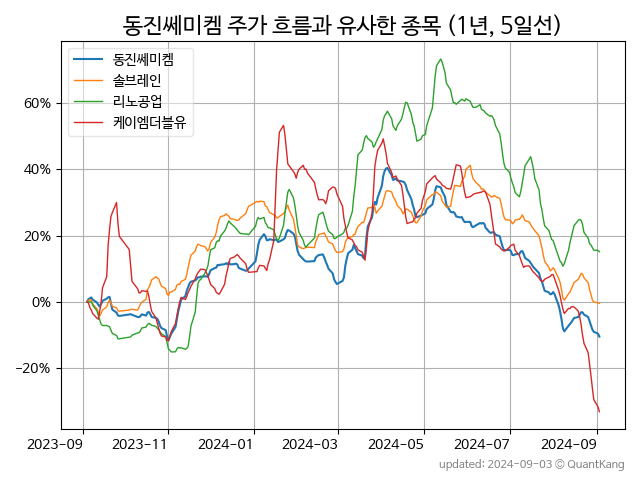 동진쎄미켐 주가 흐름과 유사한 종목 (1년, 5일선)
동진쎄미켐
솔브레인
리노공업
케이엠더블유
60%
40%
20%
0%
−20%
2023−09
2023−11
2024−01
2024−03
2024−05
2024−07
2024−09
updated: 2024−09−03 © QuantKang